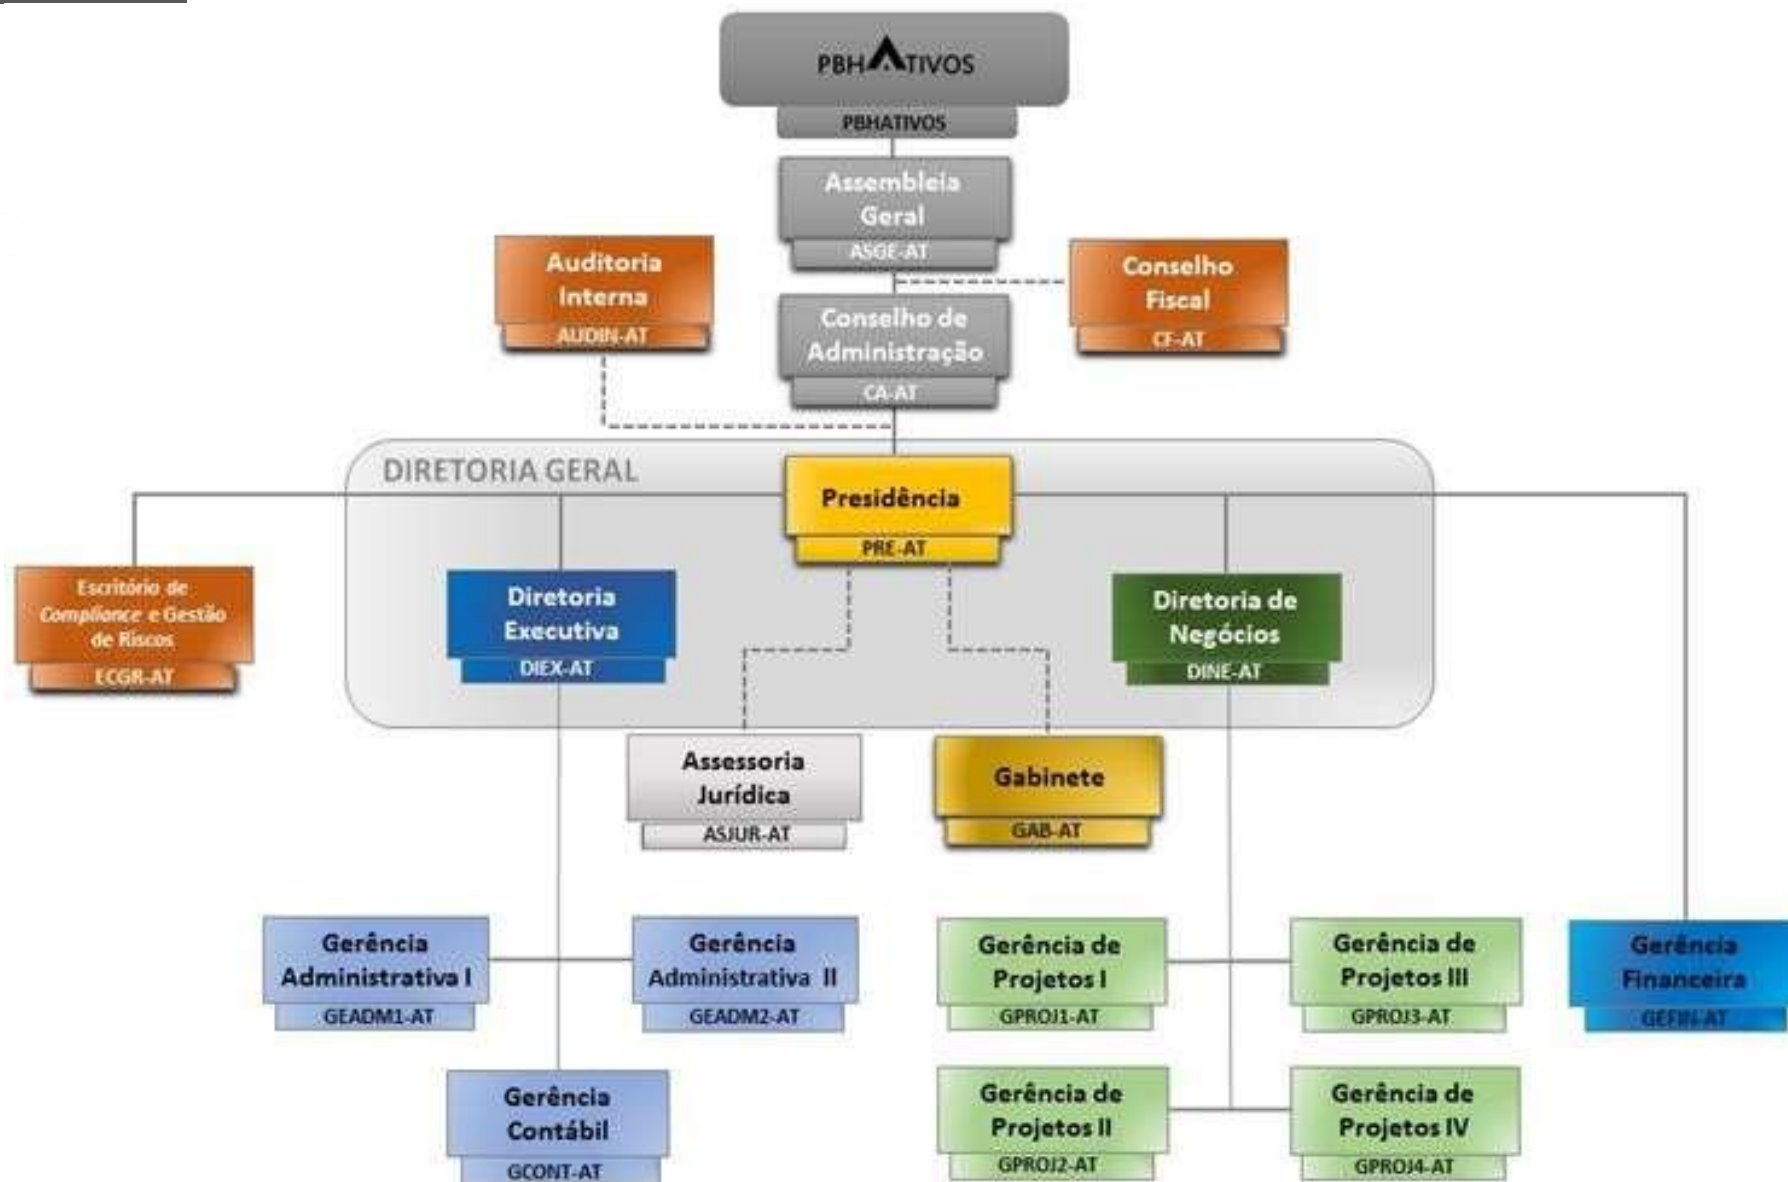 PBHATIVOS
PBHATIVOS
Assembleia
Geral
ASGE-AT
Auditoria
Interna
AUDIN-AT
Conselho
Fiscal
CF-AT
Conselho de
Administração
CA-AT
DIRETORIA GERAL
Presidência
PRE-AT
Escritório de
Compliance e Gestão
de Riscos
ECGR-AT
Diretoria
Executiva
DIEX-AT
Diretoria de
Negócios
DINE-AT
Assessoria
Jurídica
ASJUR-AT
Gabinete
GAB-AT
Gerência
Administrativa I
GEADM1-AT
Gerência
Administrativa II
GEADM2-AT
Gerência de
Projetos I
GPROJ1-AT
Gerência de
Projetos III
GPROJ3-AT
Gerência
Financeira
GEFIN-AT
Gerência
Contábil
GCONT-AT
Gerência de
Projetos II
GPROJ2-AT
Gerência de
Projetos IV
GPROJ4-AT